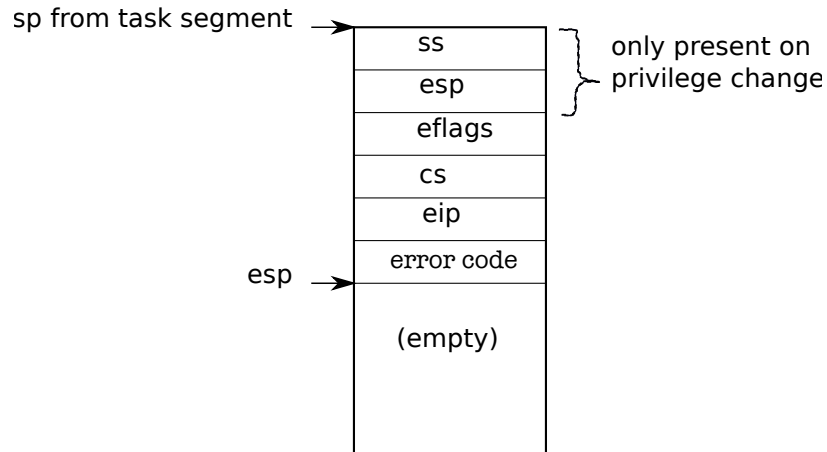 sp from task segment
ss
only present on
privilege change
esp
eflags
cs
eip
error code
esp
(empty)